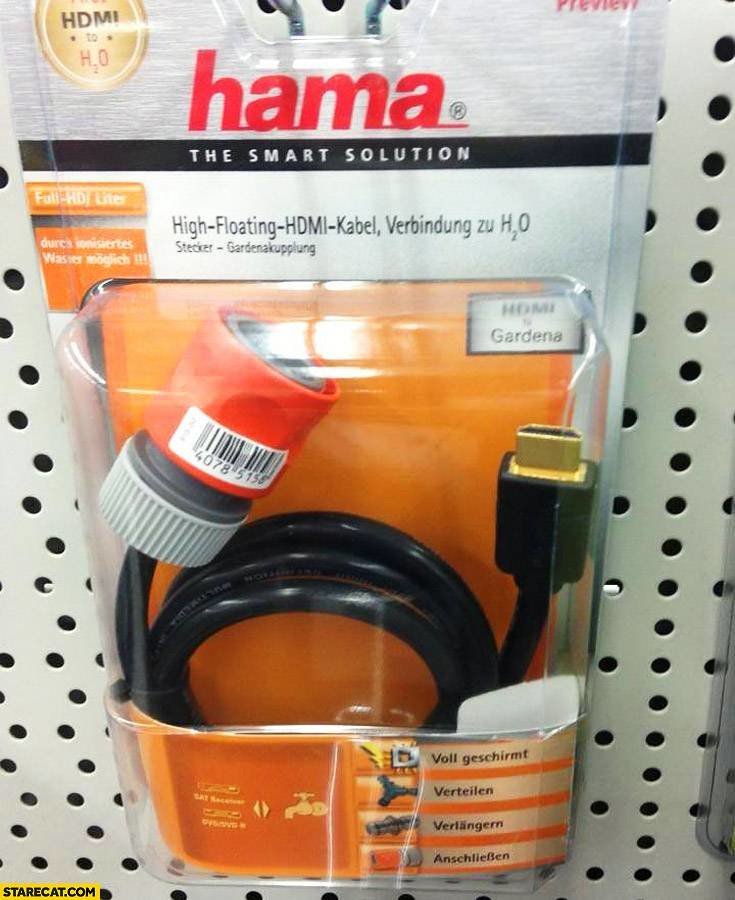 HDMI
to
H₂O
Preview
hama®
THE SMART SOLUTION
Full-HD/ Liter
durch ionisiertes
Wasser möglich !!!
High-Floating-HDMI-Kabel, Verbindung zu H₂O
Stecker - Gardenakupplung
HDMI
Gardena
4078 5156
MULTIMEDIA
Voll geschirmt
SAT Receiver
Verteilen
DVD/DVD-R
Verlängern
Anschließen
STARECAT.COM